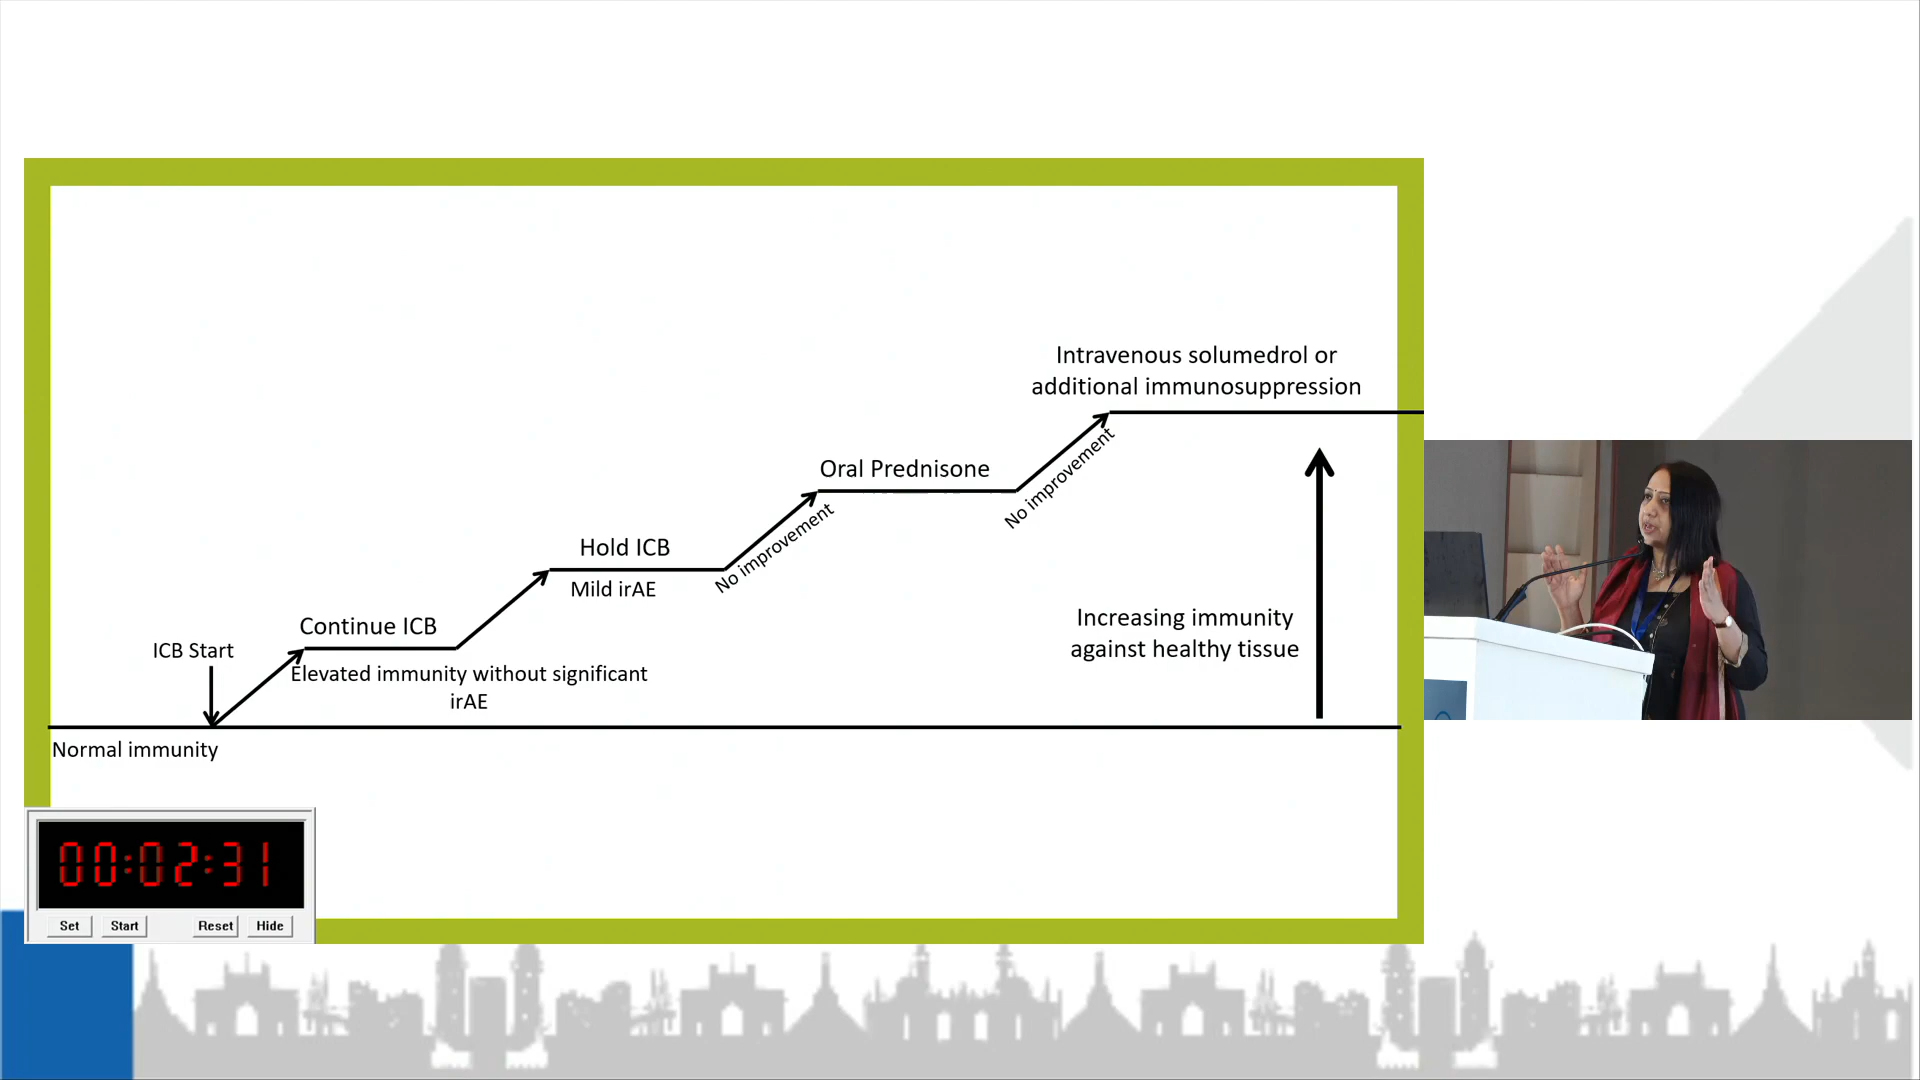 Intravenous solumedrol or
additional immunosuppression
No improvement
Oral Prednisone
No improvement
Hold ICB
Mild irAE
Continue ICB
Elevated immunity without significant
irAE
ICB Start
Increasing immunity
against healthy tissue
Normal immunity
00:02:31
Set Start Reset Hide